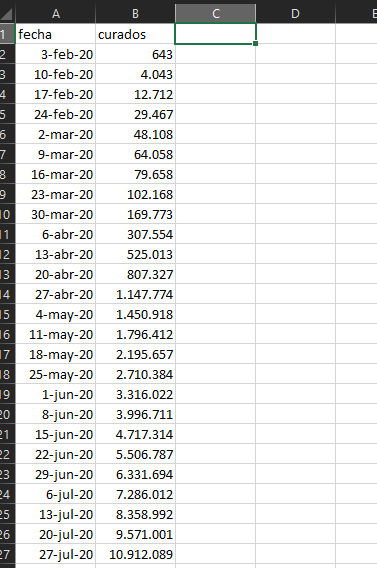 A B C D E
1 fecha curados
2 3-feb-20 643
3 10-feb-20 4.043
4 17-feb-20 12.712
5 24-feb-20 29.467
6 2-mar-20 48.108
7 9-mar-20 64.058
8 16-mar-20 79.658
9 23-mar-20 102.168
10 30-mar-20 169.773
11 6-abr-20 307.554
12 13-abr-20 525.013
13 20-abr-20 807.327
14 27-abr-20 1.147.774
15 4-may-20 1.450.918
16 11-may-20 1.796.412
17 18-may-20 2.195.657
18 25-may-20 2.710.384
19 1-jun-20 3.316.022
20 8-jun-20 3.996.711
21 15-jun-20 4.717.314
22 22-jun-20 5.506.787
23 29-jun-20 6.331.694
24 6-jul-20 7.286.012
25 13-jul-20 8.358.992
26 20-jul-20 9.571.001
27 27-jul-20 10.912.089